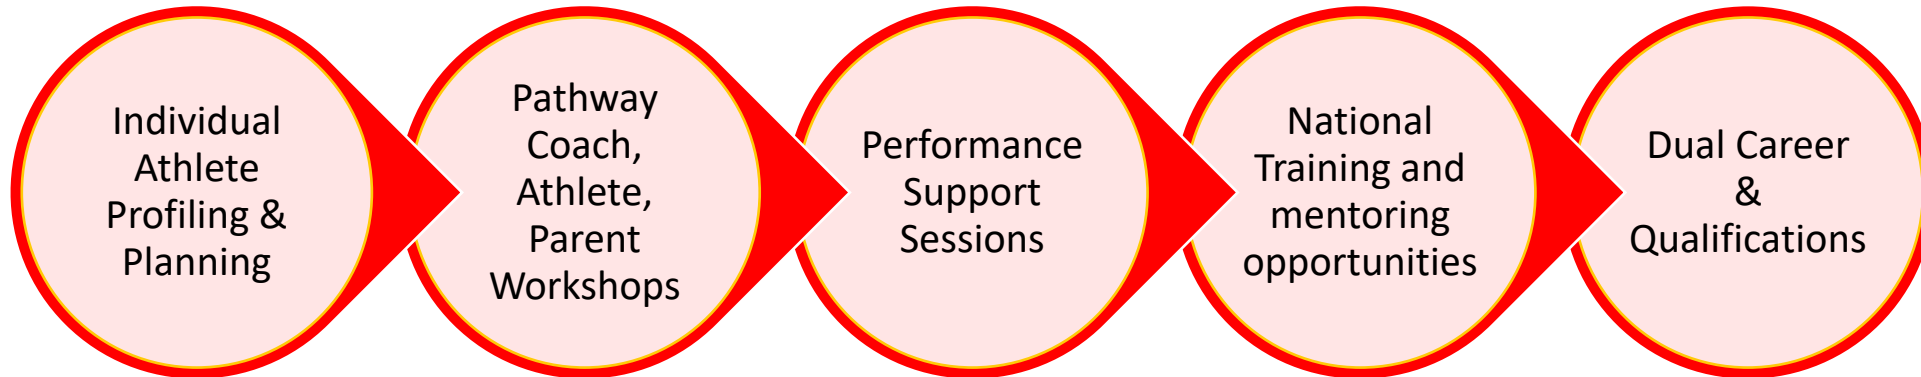 Individual
Athlete
Profiling &
Planning
Pathway
Coach,
Athlete,
Parent
Workshops
Performance
Support
Sessions
National
Training and
mentoring
opportunities
Dual Career
&
Qualifications